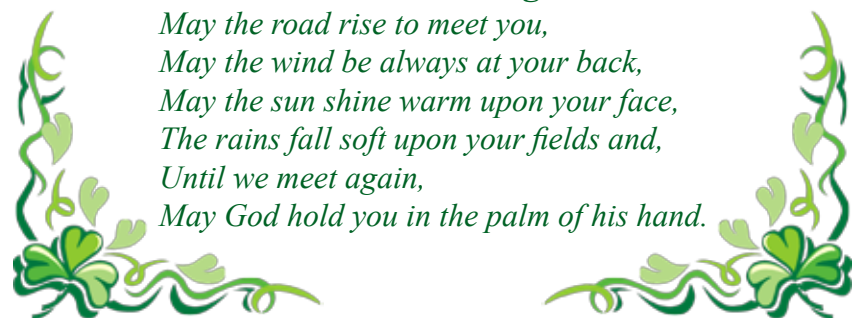 May the road rise to meet you,
May the wind be always at your back,
May the sun shine warm upon your face,
The rains fall soft upon your fields and,
Until we meet again,
May God hold you in the palm of his hand.